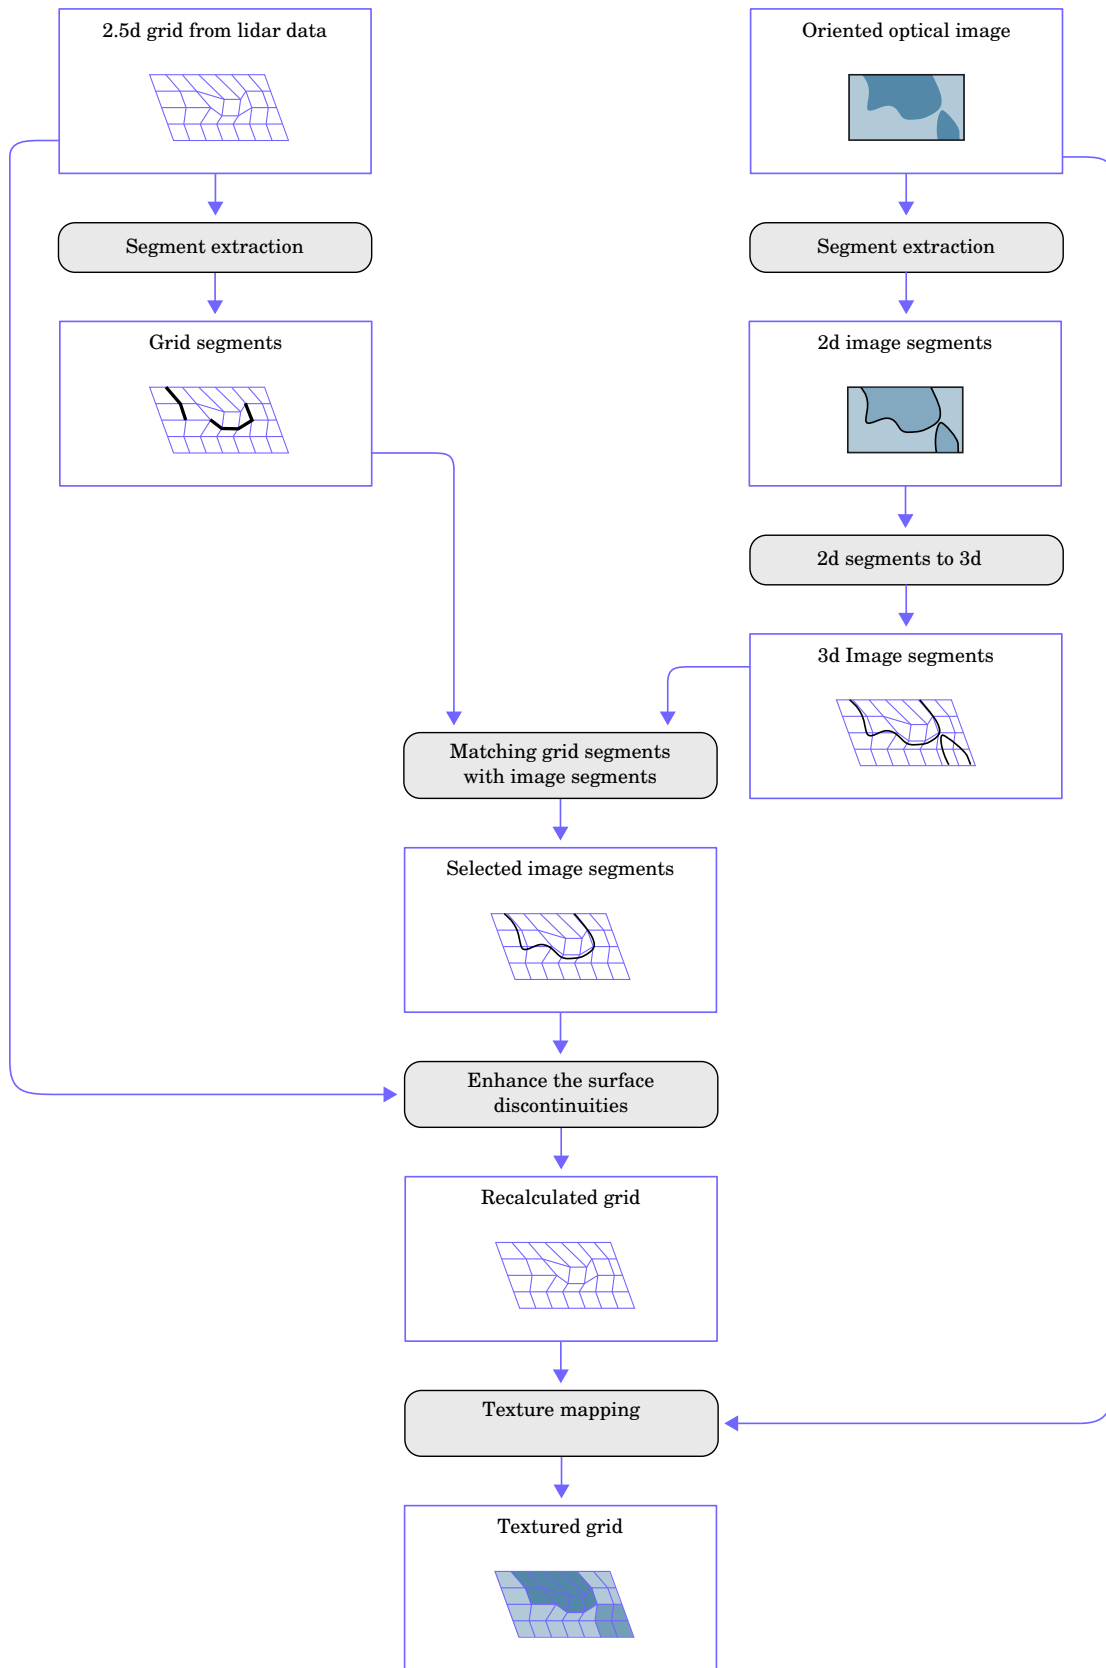 2.5d grid from lidar data
Oriented optical image
Segment extraction
Segment extraction
Grid segments
2d image segments
2d segments to 3d
3d Image segments
Matching grid segments
with image segments
Selected image segments
Enhance the surface
discontinuities
Recalculated grid
Texture mapping
Textured grid